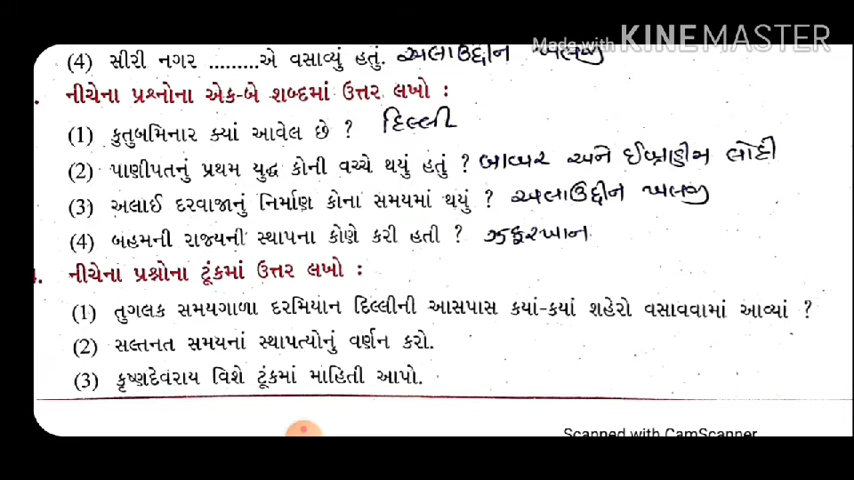 Made with KINEMASTER
(4) સીરી નગર .........એ વસાવ્યું હતું. અલાઉદ્દીન ખલજી
. નીચેના પ્રશ્નોના એક-બે શબ્દમાં ઉત્તર લખો :
(1) કુતુબમિનાર ક્યાં આવેલ છે ? દિલ્લી
(2) પાણીપતનું પ્રથમ યુદ્ધ કોની વચ્ચે થયું હતું ? બાબર અને ઈબ્રાહીમ લોદી
(3) અલાઈ દરવાજાનું નિર્માણ કોના સમયમાં થયું ? અલાઉદ્દીન ખલજી
(4) બહમની રાજ્યની સ્થાપના કોણે કરી હતી ? ઝફરખાન
. નીચેના પ્રશ્નોના ટૂંકમાં ઉત્તર લખો :
(1) તુગલક સમયગાળા દરમિયાન દિલ્લીની આસપાસ કયાં-કયાં શહેરો વસાવવામાં આવ્યાં ?
(2) સલ્તનત સમયનાં સ્થાપત્યોનું વર્ણન કરો.
(3) કૃષ્ણદેવરાય વિશે ટૂંકમાં માહિતી આપો.
Scanned with CamScanner